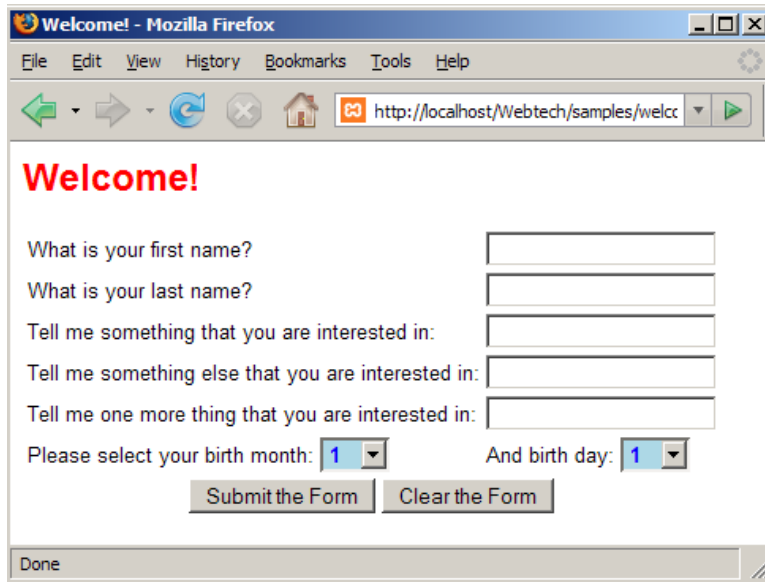 Welcome! - Mozilla Firefox
File Edit View History Bookmarks Tools Help
http://localhost/Webtech/samples/welcc
Welcome!
What is your first name?
What is your last name?
Tell me something that you are interested in:
Tell me something else that you are interested in:
Tell me one more thing that you are interested in:
Please select your birth month: 1 And birth day: 1
Submit the Form Clear the Form
Done